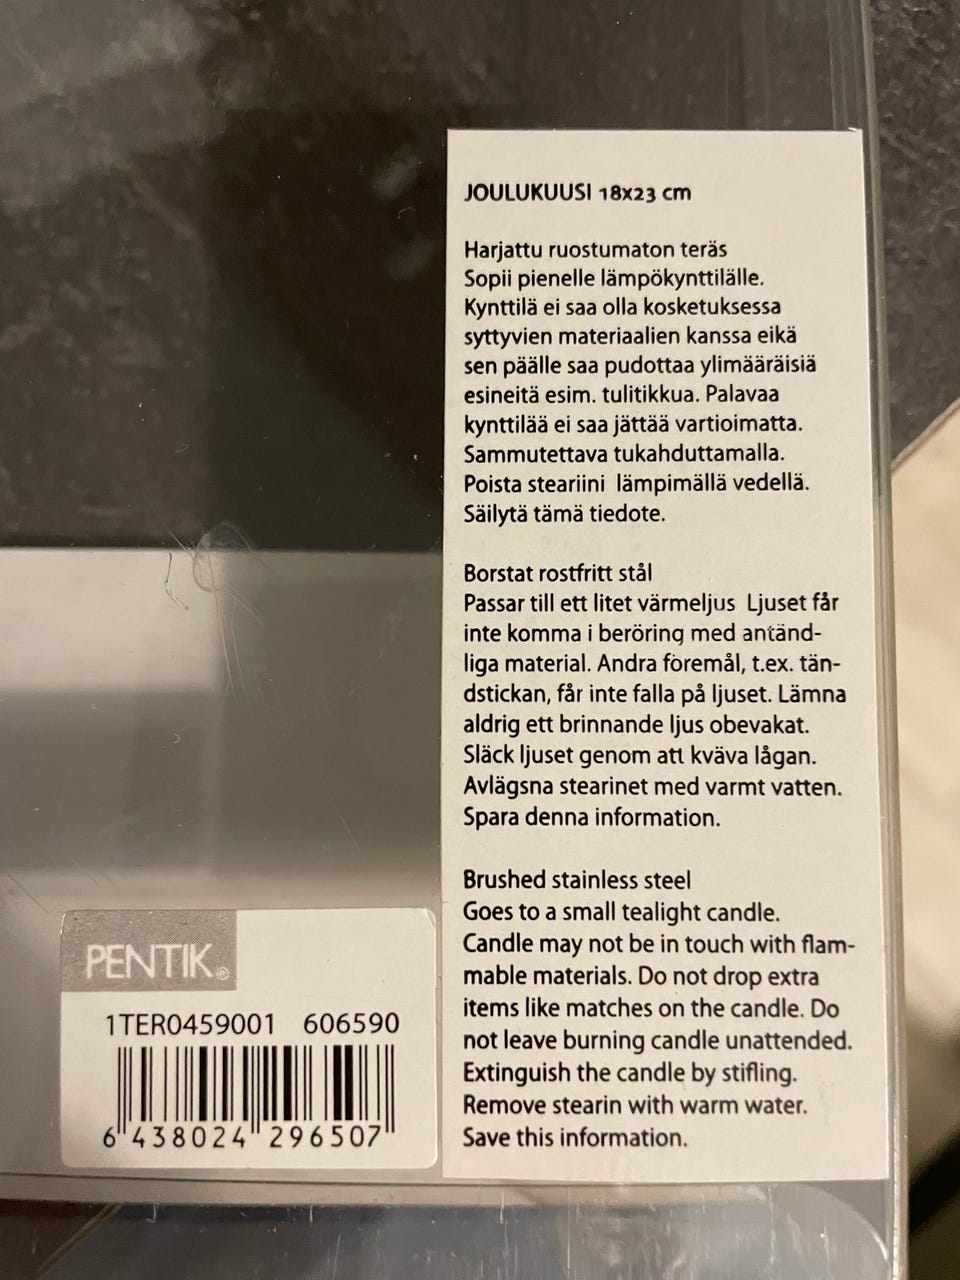 JOULUKUUSI 18x23 cm
Harjattu ruostumaton teräs
Sopii pienelle lämpökynttilälle.
Kynttilä ei saa olla kosketuksessa
syttyvien materiaalien kanssa eikä
sen päälle saa pudottaa ylimääräisiä
esineitä esim. tulitikkua. Palavaa
kynttilää ei saa jättää vartioimatta.
Sammutettava tukahduttamalla.
Poista steariini lämpimällä vedellä.
Säilytä tämä tiedote.
Borstat rostfritt stål
Passar till ett litet värmeljus Ljuset får
inte komma i beröring med antänd-
liga material. Andra föremål, t.ex. tän-
dstickan, får inte falla på ljuset. Lämna
aldrig ett brinnande ljus obevakat.
Släck ljuset genom att kväva lågan.
Avlägsna stearinet med varmt vatten.
Spara denna information.
Brushed stainless steel
Goes to a small tealight candle.
Candle may not be in touch with flam-
mable materials. Do not drop extra
items like matches on the candle. Do
not leave burning candle unattended.
Extinguish the candle by stifling.
Remove stearin with warm water.
Save this information.
PENTIK®
1TER0459001 606590
6 438024 296507